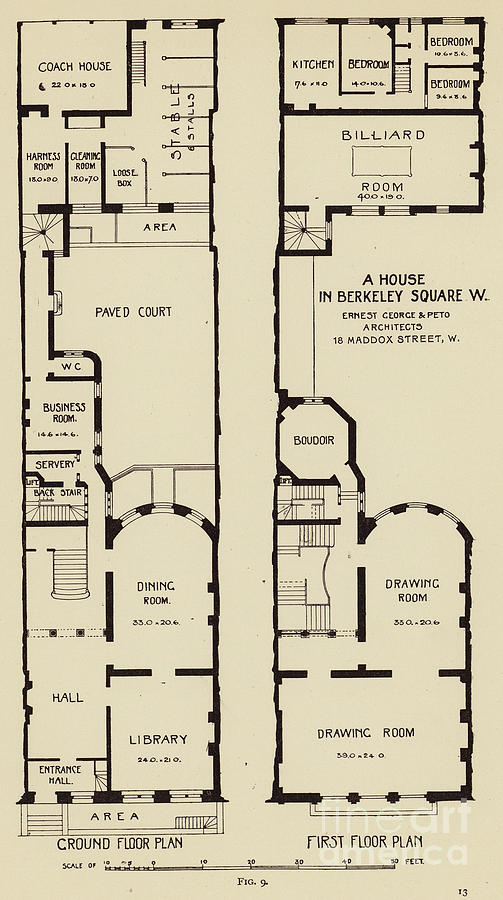 COACH HOUSE
22.0 x 18.0
STABLE
6 STALLS
HARNESS
ROOM
13.0 x 9.0
CLEANING
ROOM
13.0 x 7.0
LOOSE
BOX
AREA
PAVED COURT
WC
BUSINESS
ROOM.
14.6 x 14.6.
SERVERY
LIFT
BACK STAIR
DINING
ROOM.
33.0 x 20.6.
HALL
LIBRARY
24.0 x 21.0.
ENTRANCE
HALL.
AREA
GROUND FLOOR PLAN
KITCHEN
17.6 x 11.0
BEDROOM
14.0 x 10.6.
BEDROOM
10.6 x 8.6.
BEDROOM
9.6 x 8.6.
BILLIARD
ROOM
40.0 x 19.0.
A HOUSE
IN BERKELEY SQUARE W.
ERNEST GEORGE & PETO
ARCHITECTS
18 MADDOX STREET, W.
BOUDOIR
LIFT
DRAWING
ROOM
33.0 x 20.6
DRAWING ROOM
39.0 x 24.0.
FIRST FLOOR PLAN
SCALE OF 10 5 0 10 20 30 40 50 FEET.
FIG. 9.
13
fine art
america